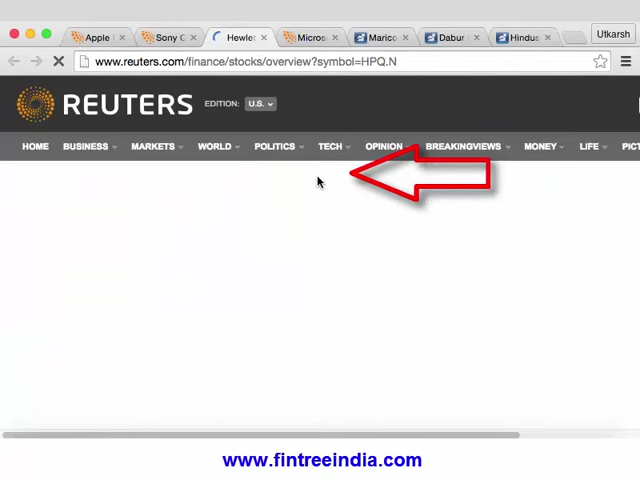 Apple
Sony C
Hewlet
Micros
Marico
Dabur
Hindus
Utkarsh
www.reuters.com/finance/stocks/overview?symbol=HPQ.N
REUTERS
EDITION: U.S.
HOME BUSINESS MARKETS WORLD POLITICS TECH OPINION BREAKINGVIEWS MONEY LIFE PICT
www.fintreeindia.com